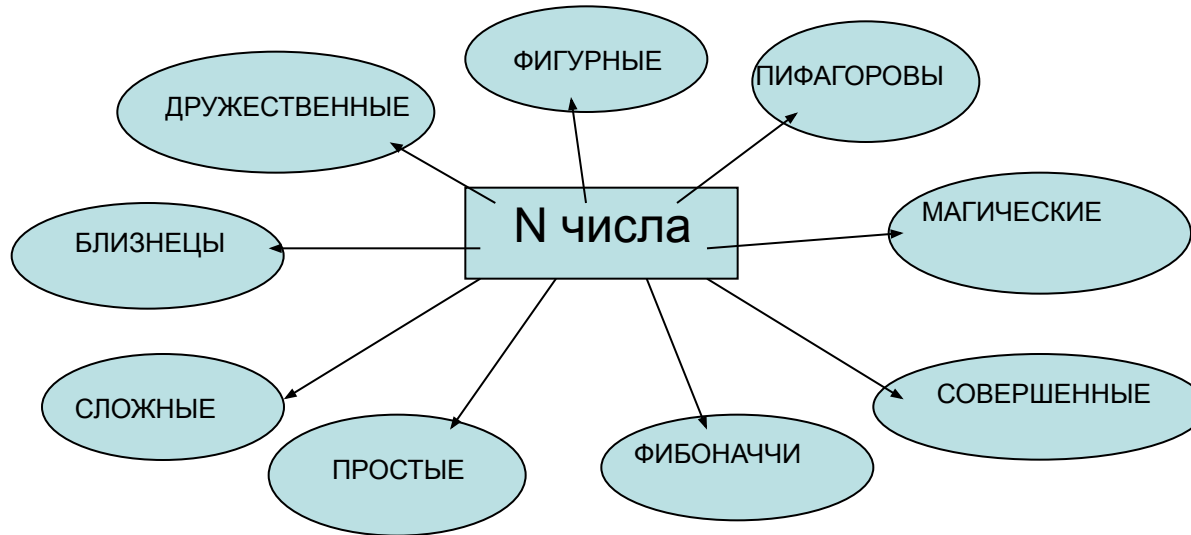 ФИГУРНЫЕ
ПИФАГОРОВЫ
ДРУЖЕСТВЕННЫЕ
N числа
МАГИЧЕСКИЕ
БЛИЗНЕЦЫ
СОВЕРШЕННЫЕ
СЛОЖНЫЕ
ФИБОНАЧЧИ
ПРОСТЫЕ